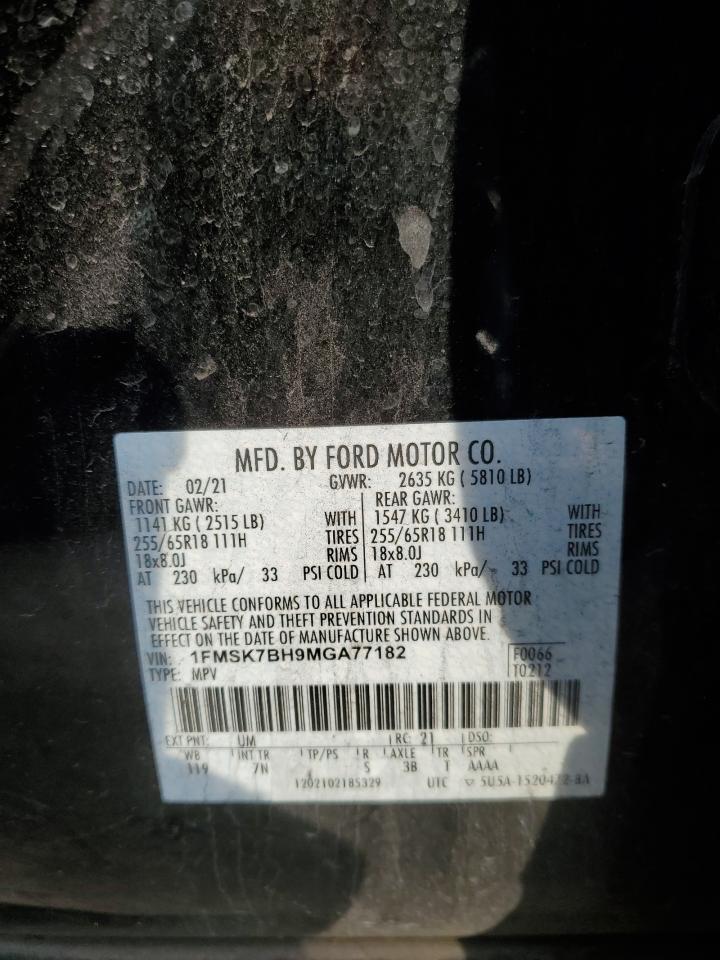 MFD. BY FORD MOTOR CO.
DATE: 02/21 GVWR: 2635 KG ( 5810 LB)
FRONT GAWR: REAR GAWR:
1141 KG ( 2515 LB) WITH 1547 KG ( 3410 LB) WITH
255/65R18 111H TIRES 255/65R18 111H TIRES
18x8.0J RIMS 18x8.0J RIMS
AT 230 kPa/ 33 PSI COLD AT 230 kPa/ 33 PSI COLD
THIS VEHICLE CONFORMS TO ALL APPLICABLE FEDERAL MOTOR
VEHICLE SAFETY AND THEFT PREVENTION STANDARDS IN
EFFECT ON THE DATE OF MANUFACTURE SHOWN ABOVE.
VIN: 1FMSK7BH9MGA77182 F0066
TYPE: MPV T0212
EXT PNT: UM RC: 21 DSO:
WB INT TR TP/PS R AXLE TR SPR
119 7N S 3B T AAAA
1202102185329 UTC